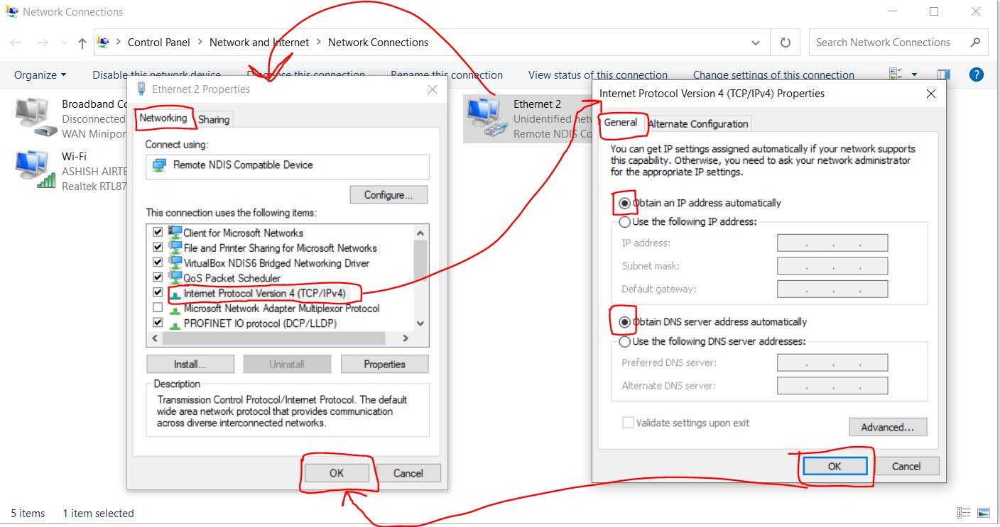 Network Connections
Control Panel > Network and Internet > Network Connections
Search Network Connections
Organize
Disable this network device
Diagnose this connection
Rename this connection
View status of this connection
Change settings of this connection
Broadband Co
Disconnected
WAN Minipor
Wi-Fi
ASHISH AIRTE
Realtek RTL87
Ethernet 2
Unidentified netw
Remote NDIS Co
Ethernet 2 Properties
Networking
Sharing
Connect using:
Remote NDIS Compatible Device
Configure...
This connection uses the following items:
Client for Microsoft Networks
File and Printer Sharing for Microsoft Networks
VirtualBox NDIS6 Bridged Networking Driver
QoS Packet Scheduler
Internet Protocol Version 4 (TCP/IPv4)
Microsoft Network Adapter Multiplexor Protocol
PROFINET IO protocol (DCP/LLDP)
Install...
Uninstall
Properties
Description
Transmission Control Protocol/Internet Protocol. The default
wide area network protocol that provides communication
across diverse interconnected networks.
OK
Cancel
Internet Protocol Version 4 (TCP/IPv4) Properties
General
Alternate Configuration
You can get IP settings assigned automatically if your network supports
this capability. Otherwise, you need to ask your network administrator
for the appropriate IP settings.
Obtain an IP address automatically
Use the following IP address:
IP address:
Subnet mask:
Default gateway:
Obtain DNS server address automatically
Use the following DNS server addresses:
Preferred DNS server:
Alternate DNS server:
Validate settings upon exit
Advanced...
OK
Cancel
5 items
1 item selected